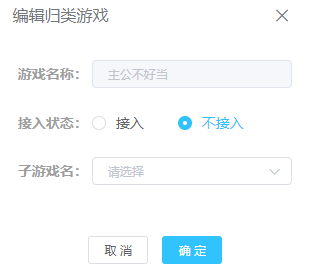 编辑归类游戏
游戏名称： 主公不好当
接入状态： 接入 不接入
子游戏名： 请选择
取 消 确 定